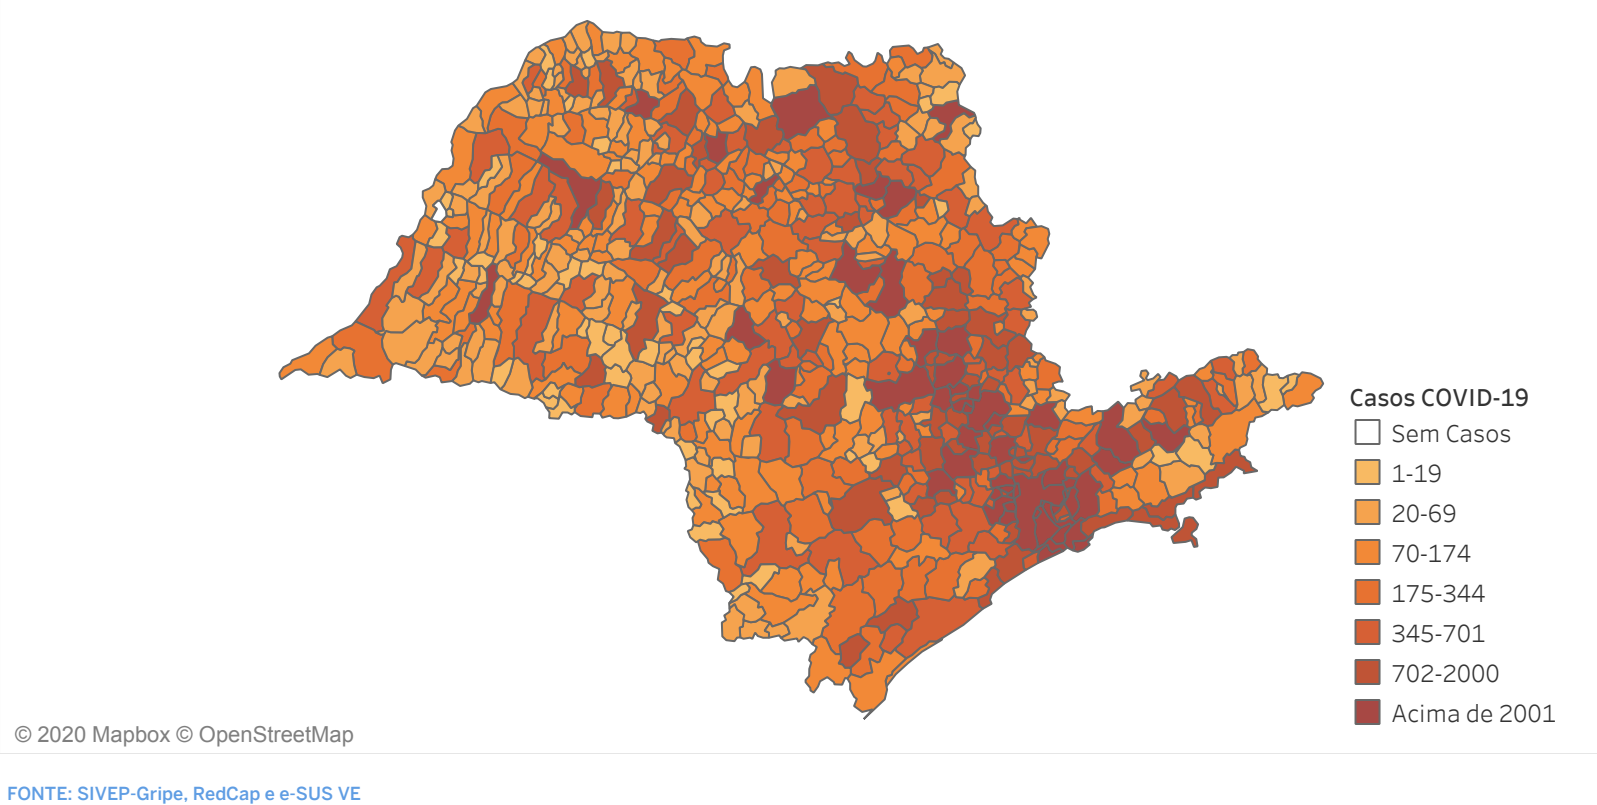 Casos COVID-19
Sem Casos
1-19
20-69
70-174
175-344
345-701
702-2000
Acima de 2001
© 2020 Mapbox © OpenStreetMap
FONTE: SIVEP-Gripe, RedCap e e-SUS VE